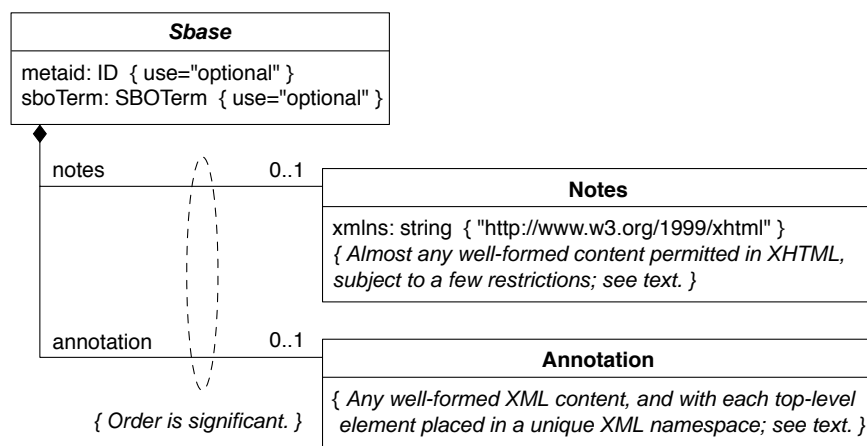 Sbase
metaid: ID { use="optional" }
sboTerm: SBOTerm { use="optional" }
notes 0..1
Notes
xmlns: string { "http://www.w3.org/1999/xhtml" }
{ Almost any well-formed content permitted in XHTML,
subject to a few restrictions; see text. }
annotation 0..1
Annotation
{ Any well-formed XML content, and with each top-level
element placed in a unique XML namespace; see text. }
{ Order is significant. }